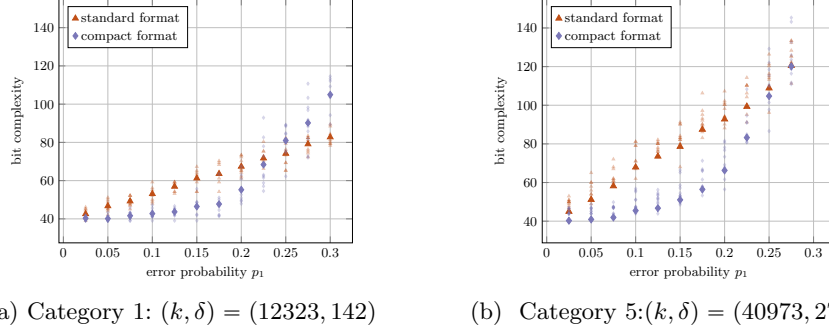 140
120
100
80
60
40
standard format
compact format
bit complexity
0 0.05 0.1 0.15 0.2 0.25 0.3
error probability p₁
a) Category 1: (k, δ) = (12323, 142)
140
120
100
80
60
40
standard format
compact format
bit complexity
0 0.05 0.1 0.15 0.2 0.25 0.3
error probability p₁
(b) Category 5:(k, δ) = (40973, 27